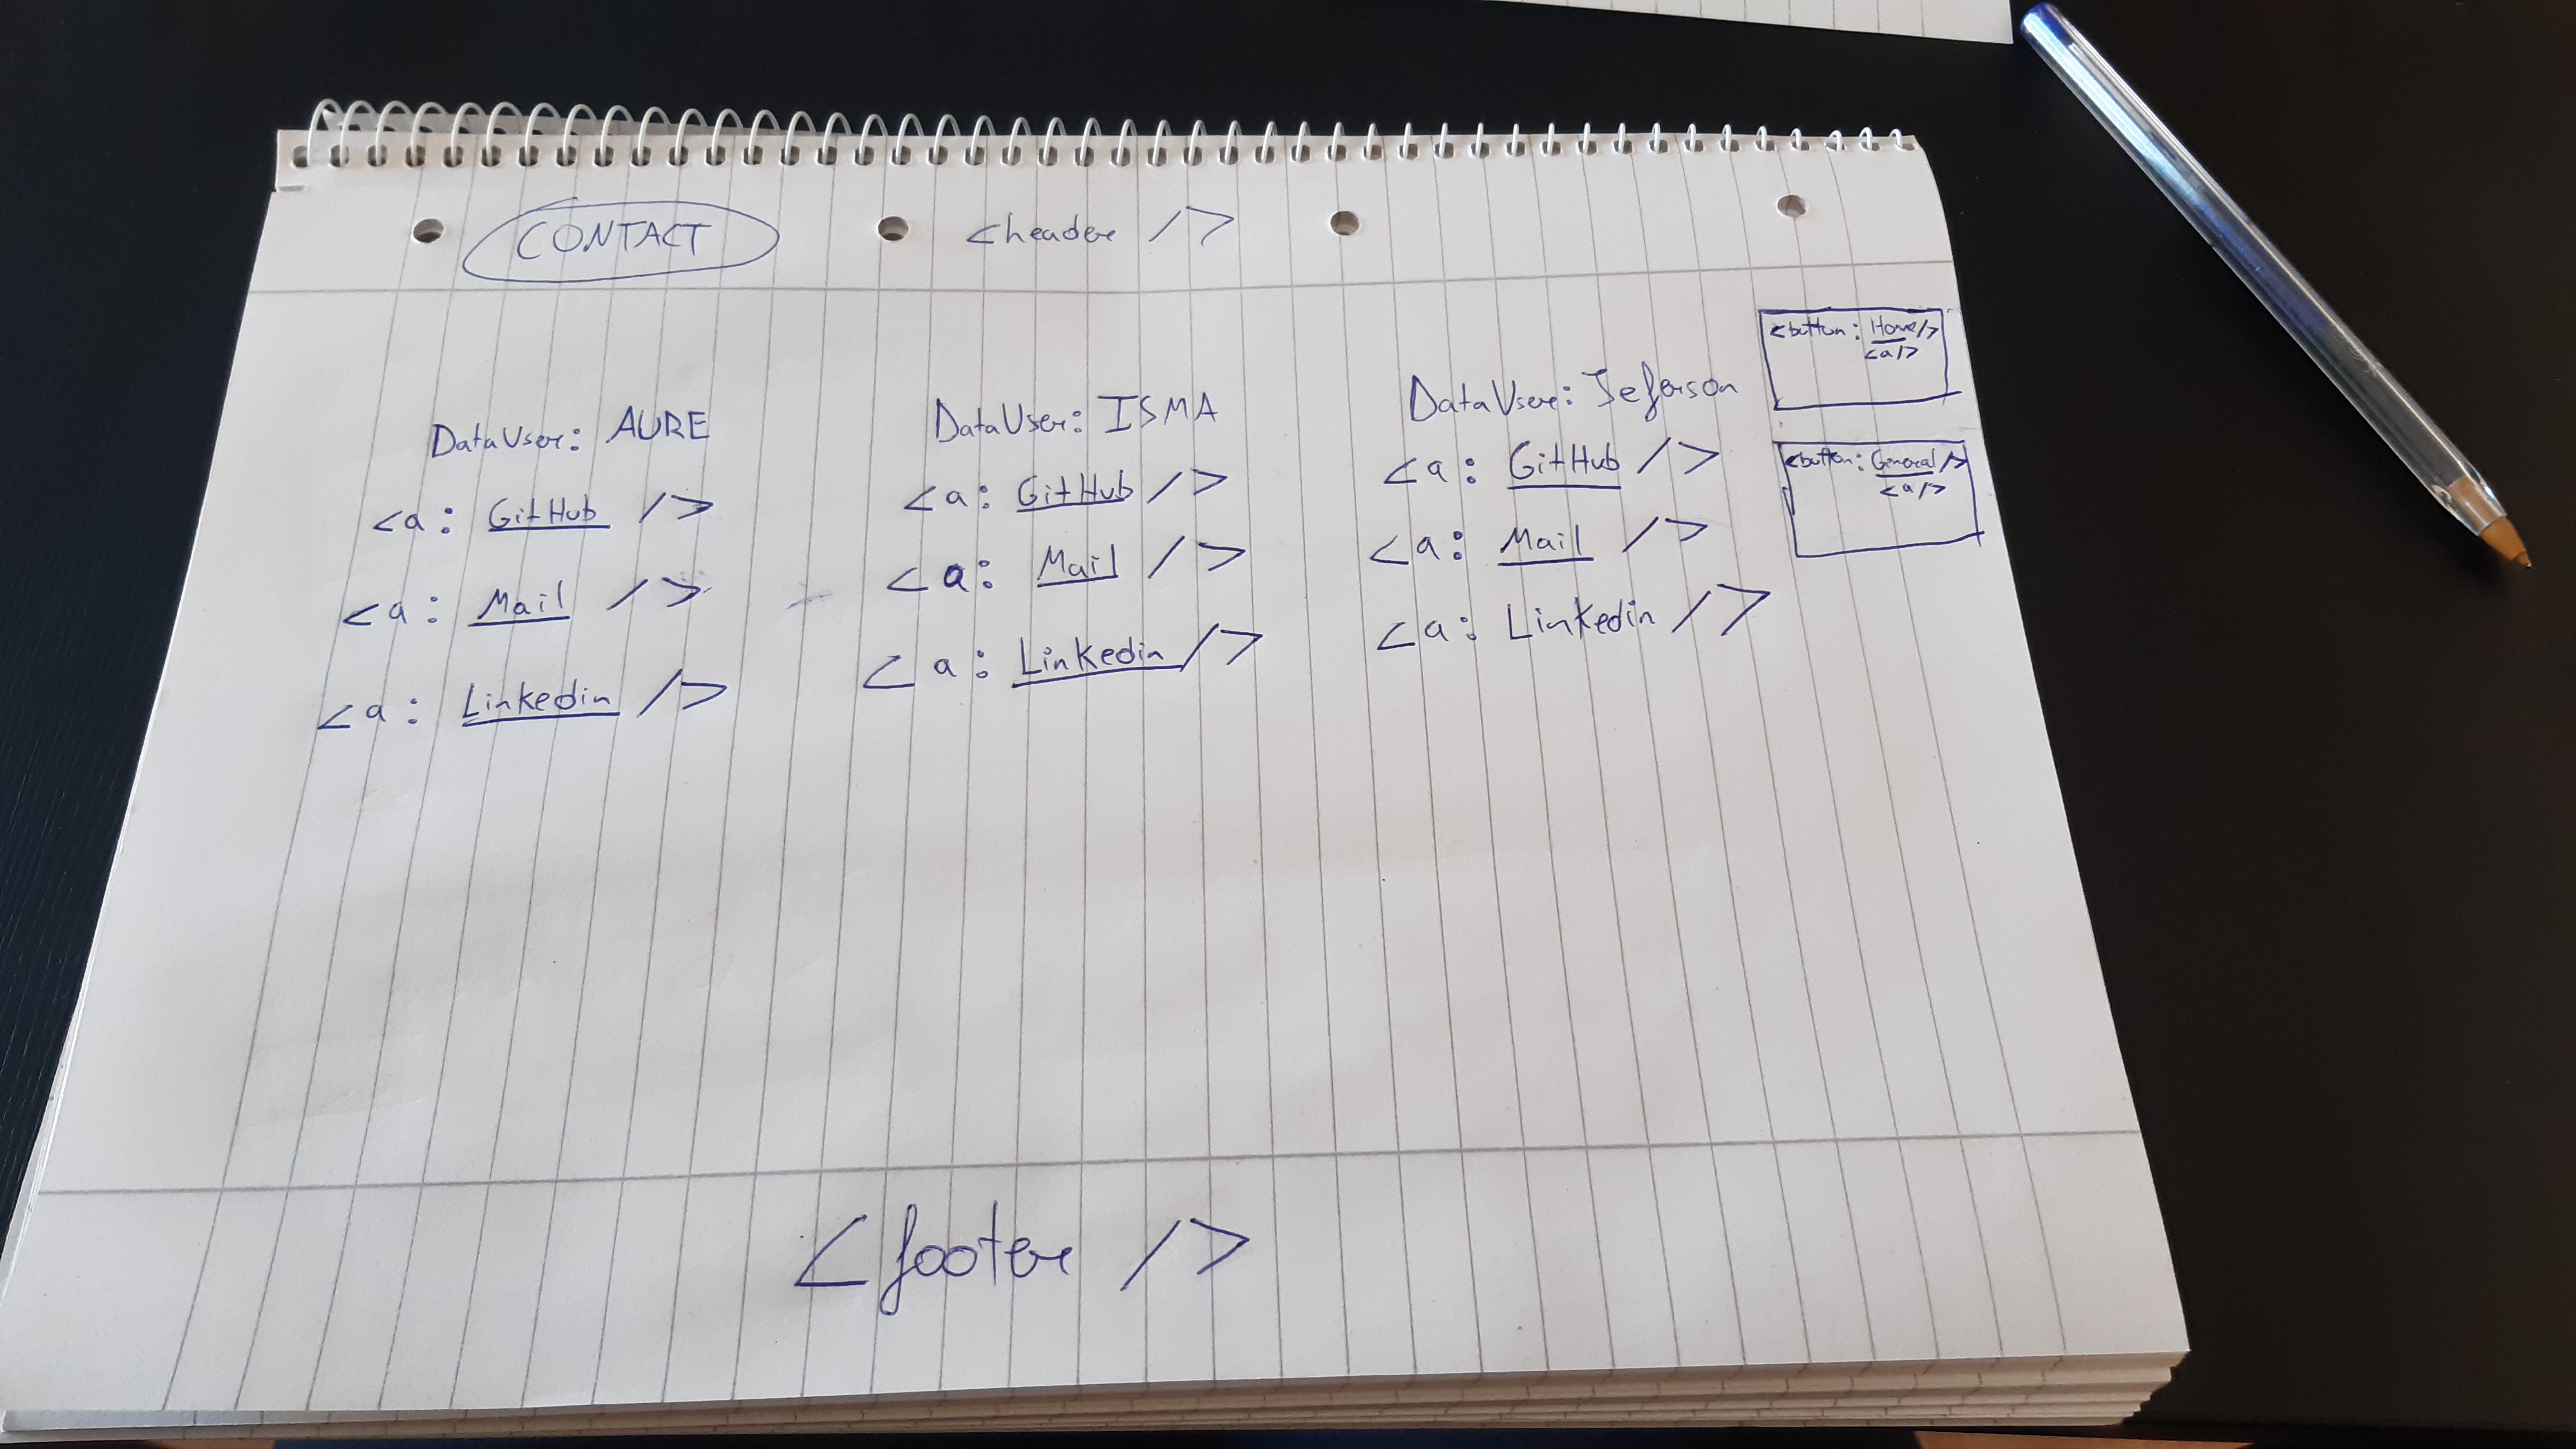 CONTACT
<header />
DataUser: AURE
<a: GitHub />
<a: Mail />
<a: Linkedin />
DataUser: ISMA
<a: GitHub />
<a: Mail />
<a: Linkedin />
DataUser: Jeferson
<a: GitHub />
<a: Mail />
<a: Linkedin />
<button: Home/>
<a/>
<button: General/>
<a/>
<footer />